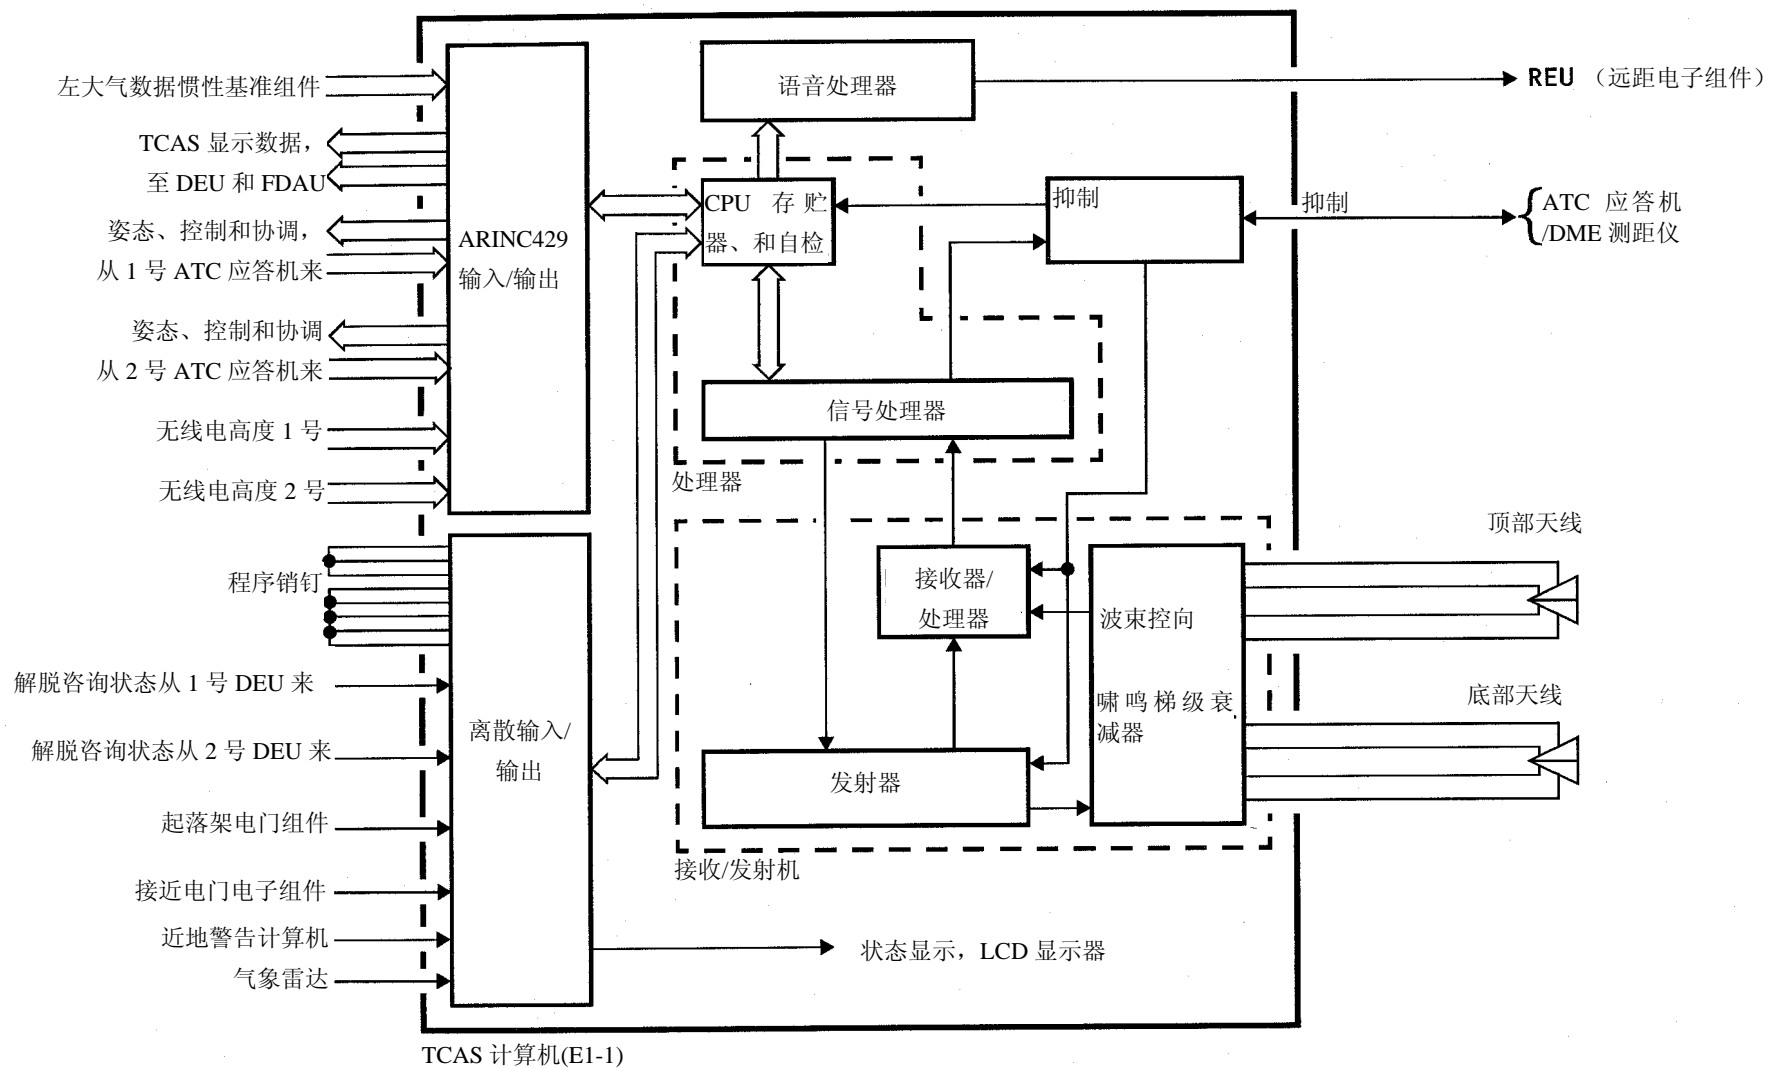 左大气数据惯性基准组件
TCAS 显示数据，
至 DEU 和 FDAU
姿态、控制和协调，
从 1 号 ATC 应答机来
姿态、控制和协调
从 2 号 ATC 应答机来
无线电高度 1 号
无线电高度 2 号
程序销钉
解脱咨询状态从 1 号 DEU 来
解脱咨询状态从 2 号 DEU 来
起落架电门组件
接近电门电子组件
近地警告计算机
气象雷达
ARINC429
输入/输出
离散输入/
输出
语音处理器
CPU 存贮
器、和自检
抑制
信号处理器
处理器
接收器/
处理器
波束控向
啸鸣梯级衰
减器
发射器
接收/发射机
状态显示，LCD 显示器
REU （远距电子组件）
抑制
ATC 应答机
/DME 测距仪
顶部天线
底部天线
TCAS 计算机(E1-1)